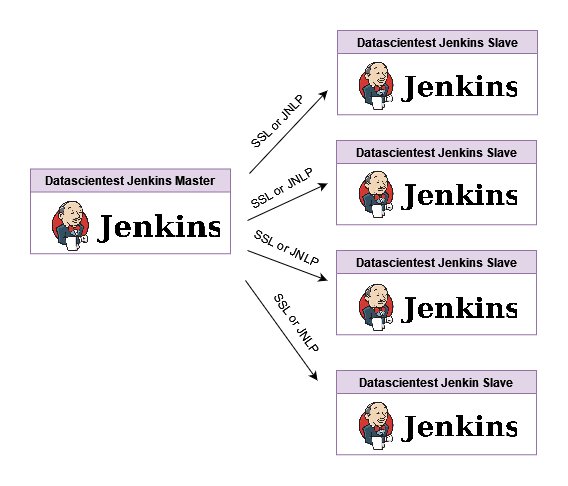 Datascientest Jenkins Slave
Jenkins
SSL or JNLP
Datascientest Jenkins Slave
Jenkins
SSL or JNLP
Datascientest Jenkins Master
Jenkins
SSL or JNLP
Datascientest Jenkins Slave
Jenkins
SSL or JNLP
Datascientest Jenkin Slave
Jenkins